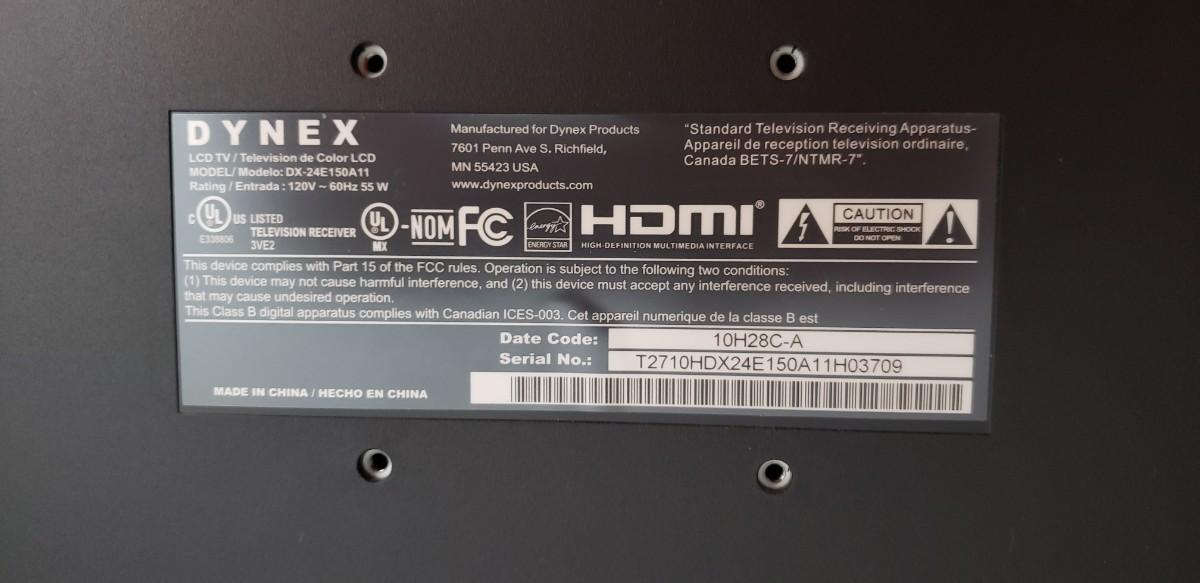 DYNEX
LCD TV / Television de Color LCD
MODEL/ Modelo: DX-24E150A11
Rating / Entrada : 120V ~ 60Hz 55 W
Manufactured for Dynex Products
7601 Penn Ave S. Richfield,
MN 55423 USA
www.dynexproducts.com
"Standard Television Receiving Apparatus-
Appareil de reception television ordinaire,
Canada BETS-7/NTMR-7".
C UL US LISTED
E338806
TELEVISION RECEIVER
3VE2
UL
MX
-NOM
FC
energy
ENERGY STAR
HDMI®
HIGH-DEFINITION MULTIMEDIA INTERFACE
CAUTION
RISK OF ELECTRIC SHOCK
DO NOT OPEN
!
This device complies with Part 15 of the FCC rules. Operation is subject to the following two conditions:
(1) This device may not cause harmful interference, and (2) this device must accept any interference received, including interference
that may cause undesired operation.
This Class B digital apparatus complies with Canadian ICES-003. Cet appareil numerique de la classe B est
Date Code: 10H28C-A
Serial No.: T2710HDX24E150A11H03709
MADE IN CHINA / HECHO EN CHINA